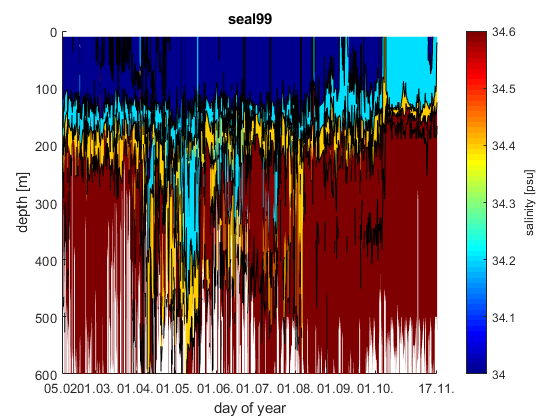 seal99
0
100
200
300
400
500
600
depth [m]
05.02.01.03. 01.04. 01.05. 01.06. 01.07. 01.08. 01.09. 01.10. 17.11.
day of year
34.6
34.5
34.4
34.3
34.2
34.1
34
salinity [psu]